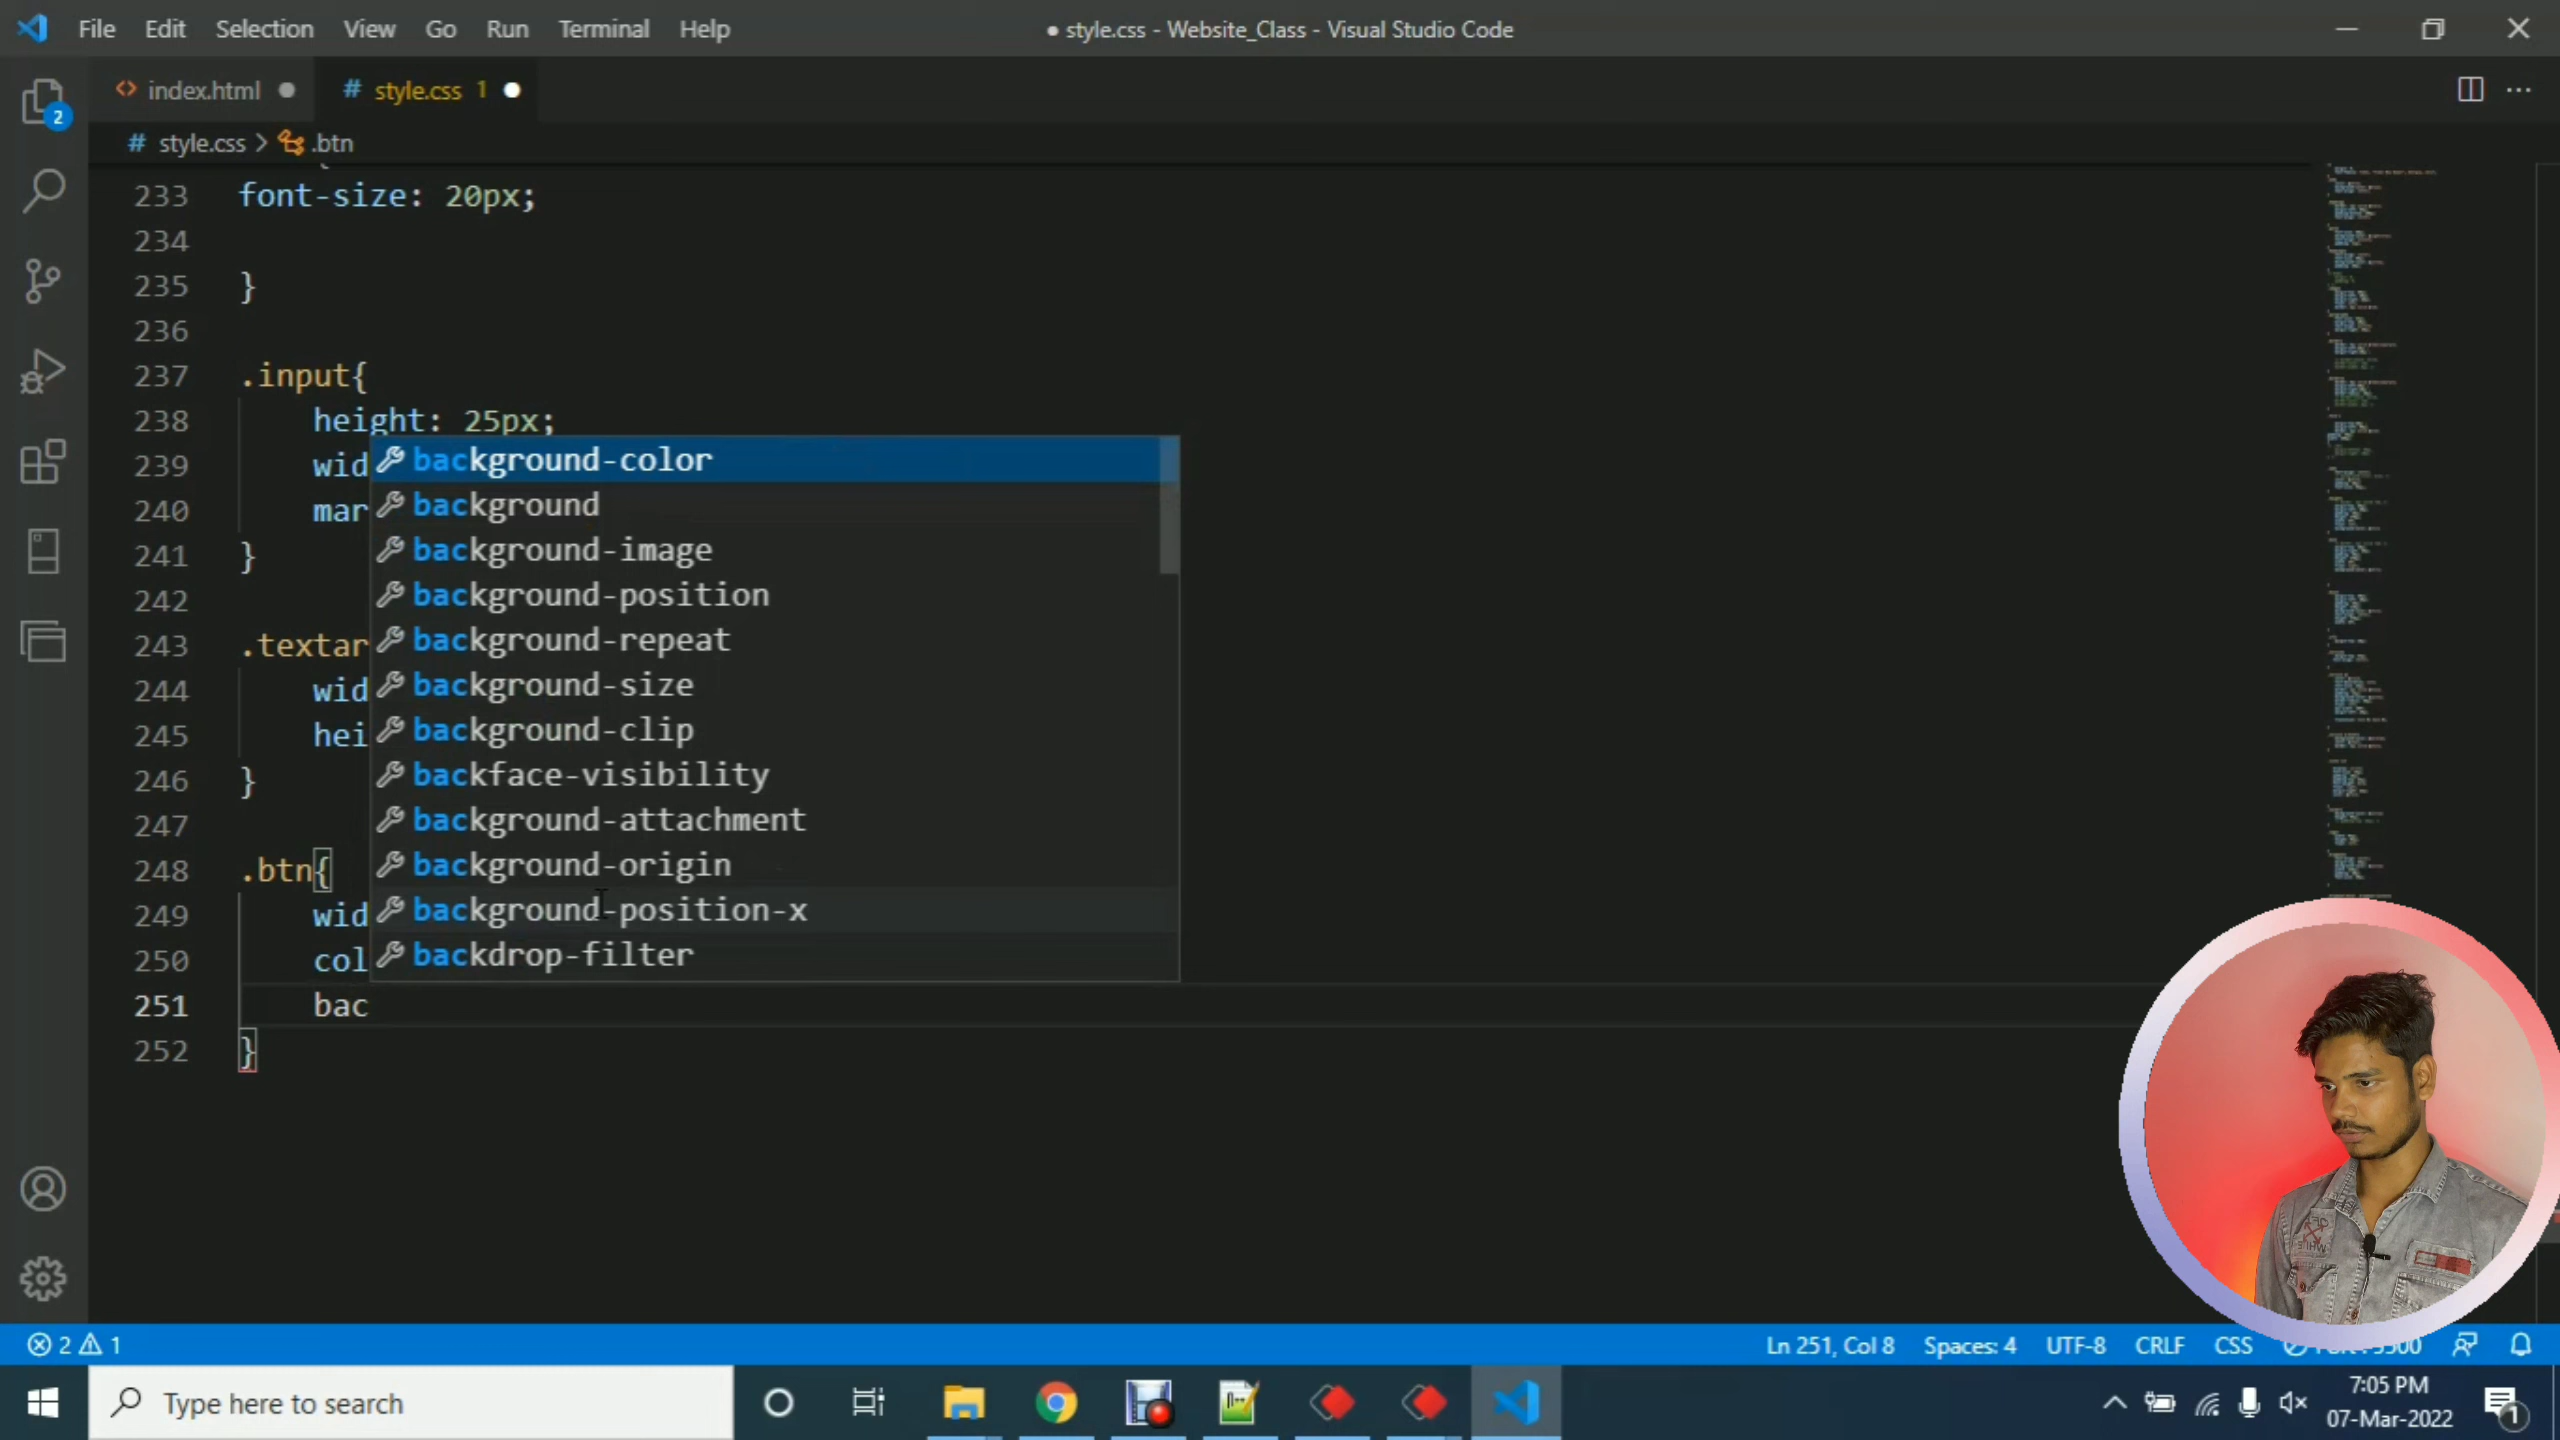 File Edit Selection View Go Run Terminal Help
● style.css - Website_Class - Visual Studio Code
index.html
# style.css 1
2
# style.css > .btn
233 font-size: 20px;
234
235 }
236
237 .input{
238 height: 25px;
239 wid
240 mar
241 }
242
243 .textar
244 wid
245 hei
246 }
247
248 .btn{
249 wid
250 col
251 bac
252 }
background-color
background
background-image
background-position
background-repeat
background-size
background-clip
backface-visibility
background-attachment
background-origin
background-position-x
backdrop-filter
2 1
Ln 251, Col 8 Spaces: 4 UTF-8 CRLF CSS
Type here to search
7:05 PM
07-Mar-2022
1